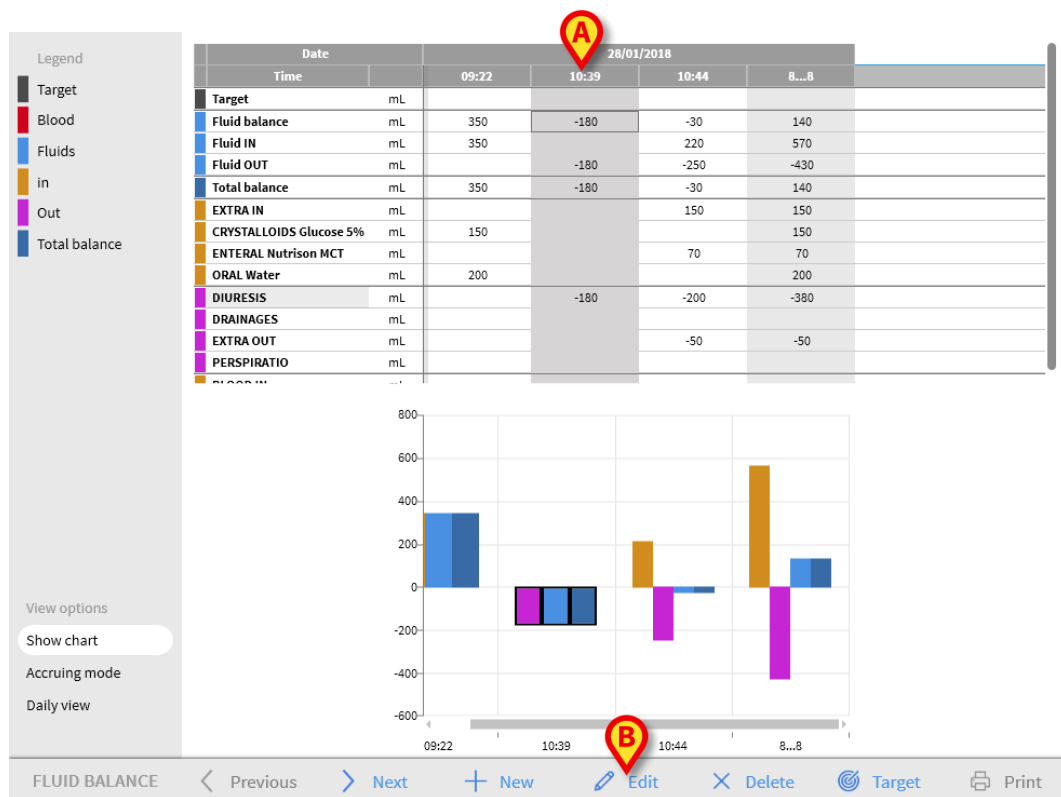 A
Legend
Target
Blood
Fluids
in
Out
Total balance
Date 28/01/2018
Time 09:22 10:39 10:44 8...8
Target mL
Fluid balance mL 350 -180 -30 140
Fluid IN mL 350 220 570
Fluid OUT mL -180 -250 -430
Total balance mL 350 -180 -30 140
EXTRA IN mL 150 150
CRYSTALLOIDS Glucose 5% mL 150 150
ENTERAL Nutrison MCT mL 70 70
ORAL Water mL 200 200
DIURESIS mL -180 -200 -380
DRAINAGES mL
EXTRA OUT mL -50 -50
PERSPIRATIO mL
800
600
400
200
0
-200
-400
-600
09:22 10:39 10:44 8...8
View options
Show chart
Accruing mode
Daily view
B
FLUID BALANCE Previous Next New Edit Delete Target Print